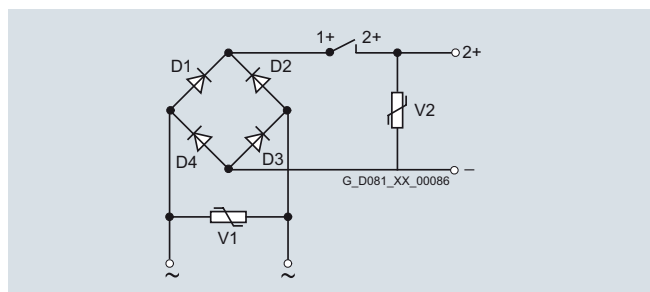 1+ 2+
2+
D1 D2
V2
D4 D3
–
G_D081_XX_00086
V1
~ ~